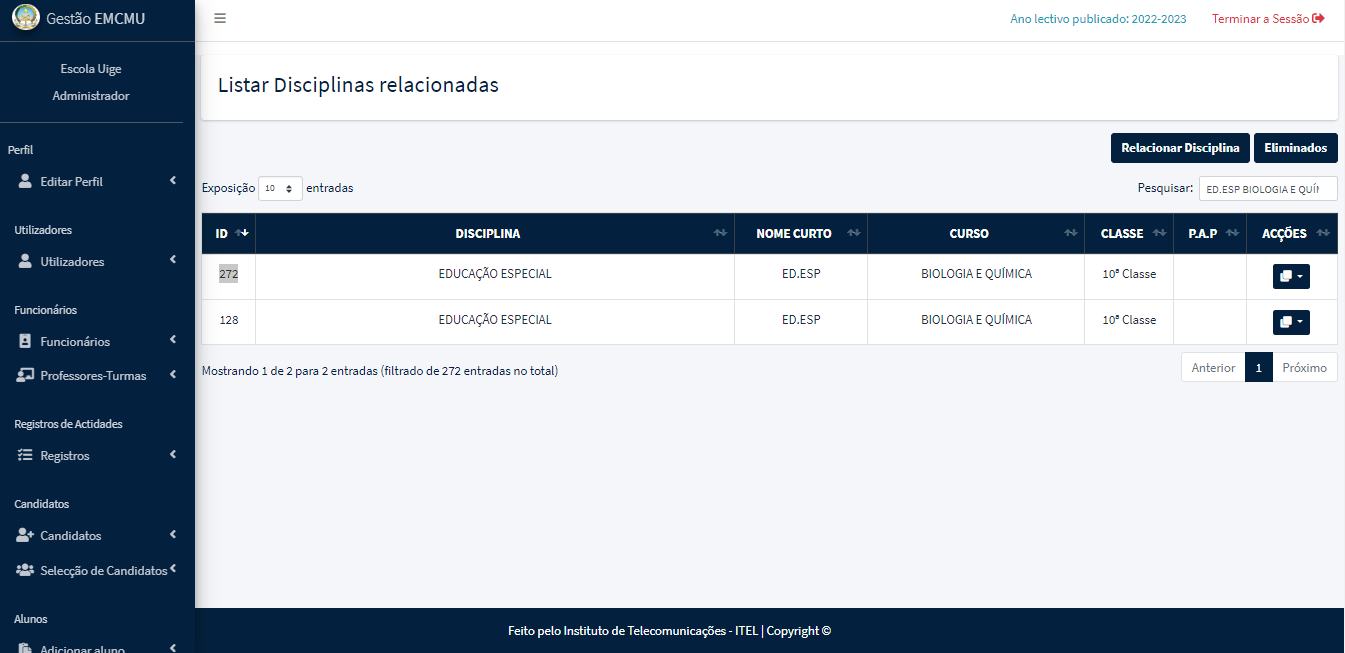 Gestão EMCMU
Ano lectivo publicado: 2022-2023 Terminar a Sessão
Escola Uige
Administrador
Perfil
Editar Perfil
Utilizadores
Utilizadores
Funcionários
Funcionários
Professores-Turmas
Registros de Actidades
Registros
Candidatos
Candidatos
Selecção de Candidatos
Alunos
Adicionar aluno
Listar Disciplinas relacionadas
Relacionar Disciplina Eliminados
Exposição 10 entradas Pesquisar: ED.ESP BIOLOGIA E QUÍM
ID DISCIPLINA NOME CURTO CURSO CLASSE P.A.P ACÇÕES
272 EDUCAÇÃO ESPECIAL ED.ESP BIOLOGIA E QUÍMICA 10ª Classe
128 EDUCAÇÃO ESPECIAL ED.ESP BIOLOGIA E QUÍMICA 10ª Classe
Mostrando 1 de 2 para 2 entradas (filtrado de 272 entradas no total) Anterior 1 Próximo
Feito pelo Instituto de Telecomunicações - ITEL | Copyright ©